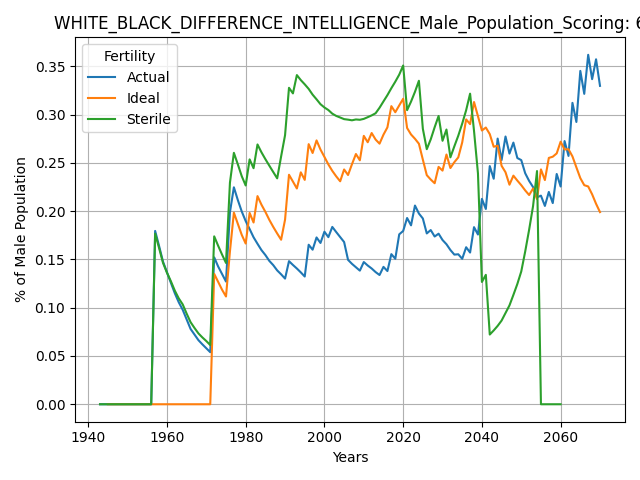 WHITE_BLACK_DIFFERENCE_INTELLIGENCE_Male_Population_Scoring: 6
Fertility
Actual
Ideal
Sterile
0.35
0.30
0.25
0.20
0.15
0.10
0.05
0.00
% of Male Population
1940 1960 1980 2000 2020 2040 2060
Years